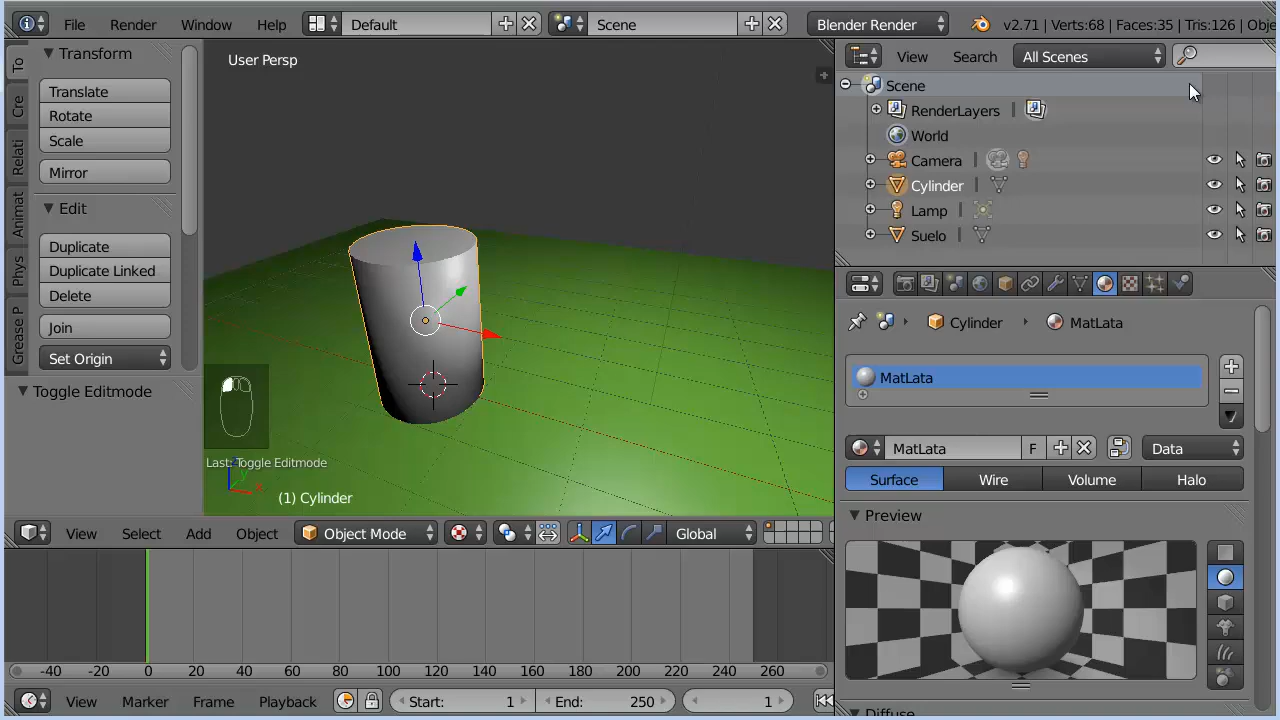 File Render Window Help Default Scene Blender Render v2.71 | Verts:68 | Faces:35 | Tris:126 | Obje
Transform
Translate
Rotate
Scale
Mirror
Edit
Duplicate
Duplicate Linked
Delete
Join
Set Origin
Toggle Editmode
To
Cre
Relati
Animat
Phys
Grease P
User Persp
Last: Toggle Editmode
(1) Cylinder
View Select Add Object Object Mode Global
-40 -20 0 20 40 60 80 100 120 140 160 180 200 220 240 260
View Marker Frame Playback Start: 1 End: 250 1
View Search All Scenes
Scene
RenderLayers
World
Camera
Cylinder
Lamp
Suelo
Cylinder MatLata
MatLata
MatLata F Data
Surface Wire Volume Halo
Preview
Diffuse